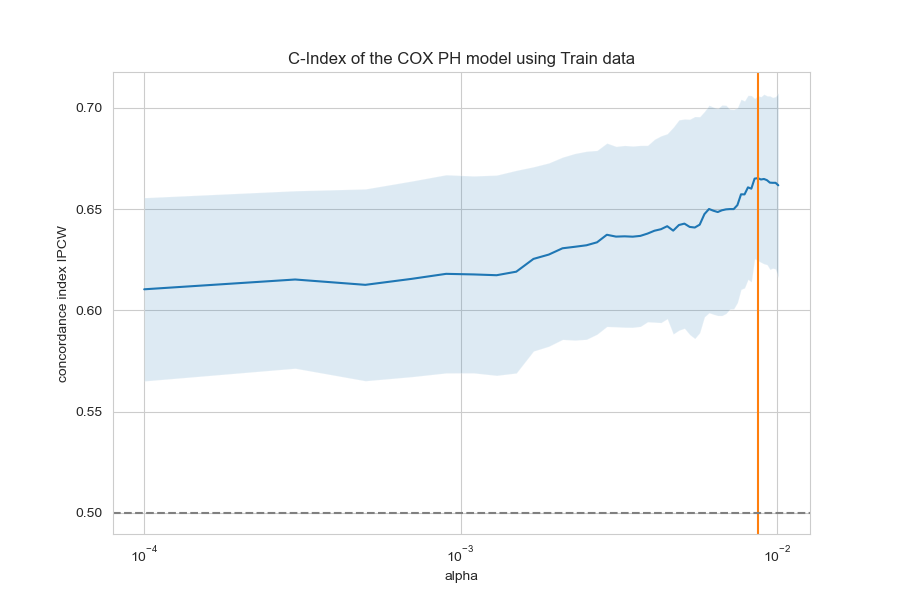 C-Index of the COX PH model using Train data
concordance index IPCW
0.70
0.65
0.60
0.55
0.50
10⁻⁴
10⁻³
10⁻²
alpha